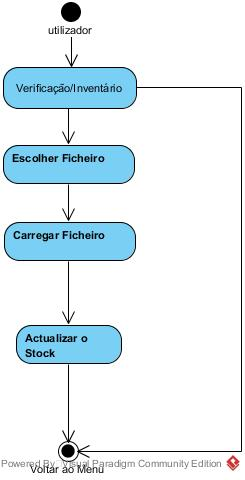 utilizador
Verificação/Inventário
Escolher Ficheiro
Carregar Ficheiro
Actualizar o
Stock
Powered By Visual Paradigm Community Edition
Voltar ao Menu